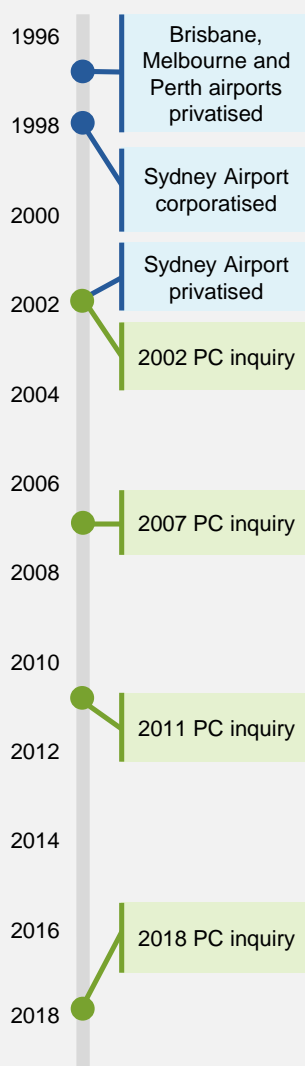 1996
Brisbane,
Melbourne and
Perth airports
privatised
1998
Sydney Airport
corporatised
2000
Sydney Airport
privatised
2002
2002 PC inquiry
2004
2006
2007 PC inquiry
2008
2010
2011 PC inquiry
2012
2014
2016
2018 PC inquiry
2018